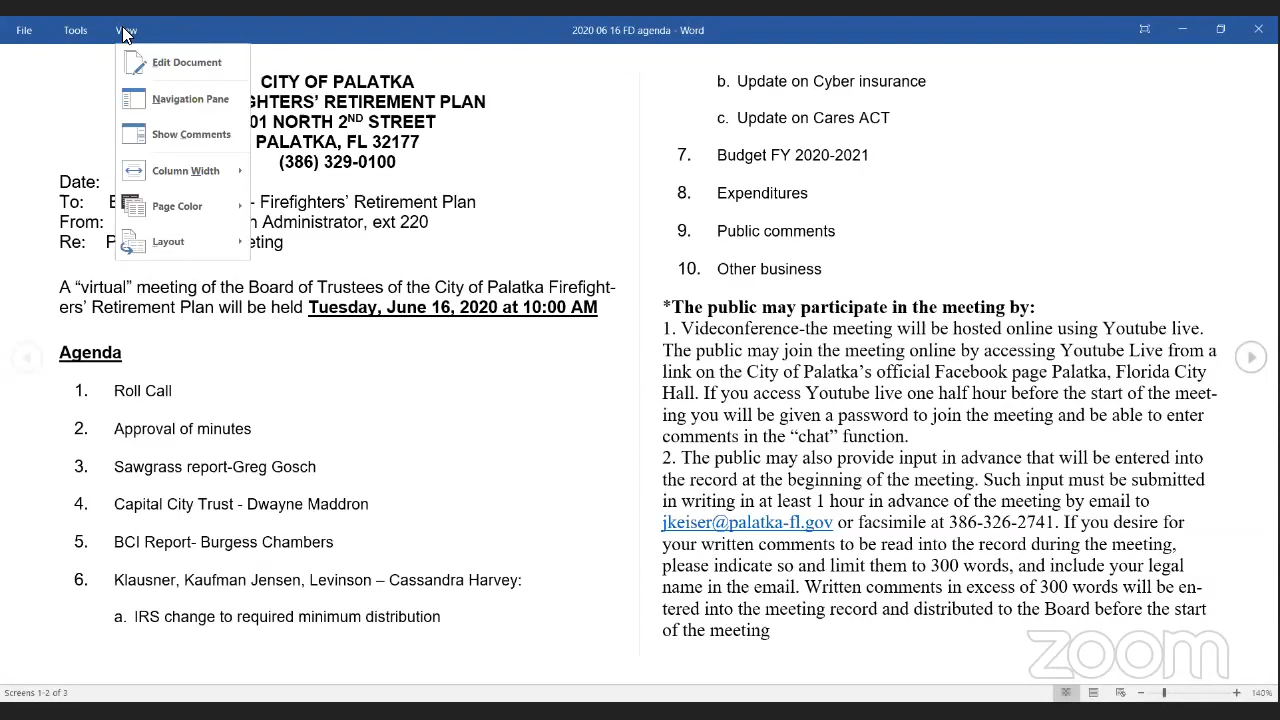 File Tools View 2020 06 16 FD agenda - Word
Edit Document
Navigation Pane
Show Comments
Column Width
Page Color
Layout
CITY OF PALATKA
GHTERS' RETIREMENT PLAN
01 NORTH 2ND STREET
PALATKA, FL 32177
(386) 329-0100
Date:
To: - Firefighters' Retirement Plan
From: Administrator, ext 220
Re: eting
A “virtual” meeting of the Board of Trustees of the City of Palatka Firefight-
ers' Retirement Plan will be held Tuesday, June 16, 2020 at 10:00 AM
Agenda
1. Roll Call
2. Approval of minutes
3. Sawgrass report-Greg Gosch
4. Capital City Trust - Dwayne Maddron
5. BCI Report- Burgess Chambers
6. Klausner, Kaufman Jensen, Levinson – Cassandra Harvey:
a. IRS change to required minimum distribution
b. Update on Cyber insurance
c. Update on Cares ACT
7. Budget FY 2020-2021
8. Expenditures
9. Public comments
10. Other business
*The public may participate in the meeting by:
1. Videconference-the meeting will be hosted online using Youtube live.
The public may join the meeting online by accessing Youtube Live from a
link on the City of Palatka's official Facebook page Palatka, Florida City
Hall. If you access Youtube live one half hour before the start of the meet-
ing you will be given a password to join the meeting and be able to enter
comments in the “chat” function.
2. The public may also provide input in advance that will be entered into
the record at the beginning of the meeting. Such input must be submitted
in writing in at least 1 hour in advance of the meeting by email to
jkeiser@palatka-fl.gov or facsimile at 386-326-2741. If you desire for
your written comments to be read into the record during the meeting,
please indicate so and limit them to 300 words, and include your legal
name in the email. Written comments in excess of 300 words will be en-
tered into the meeting record and distributed to the Board before the start
of the meeting
zoom
Screens 1-2 of 3 140%